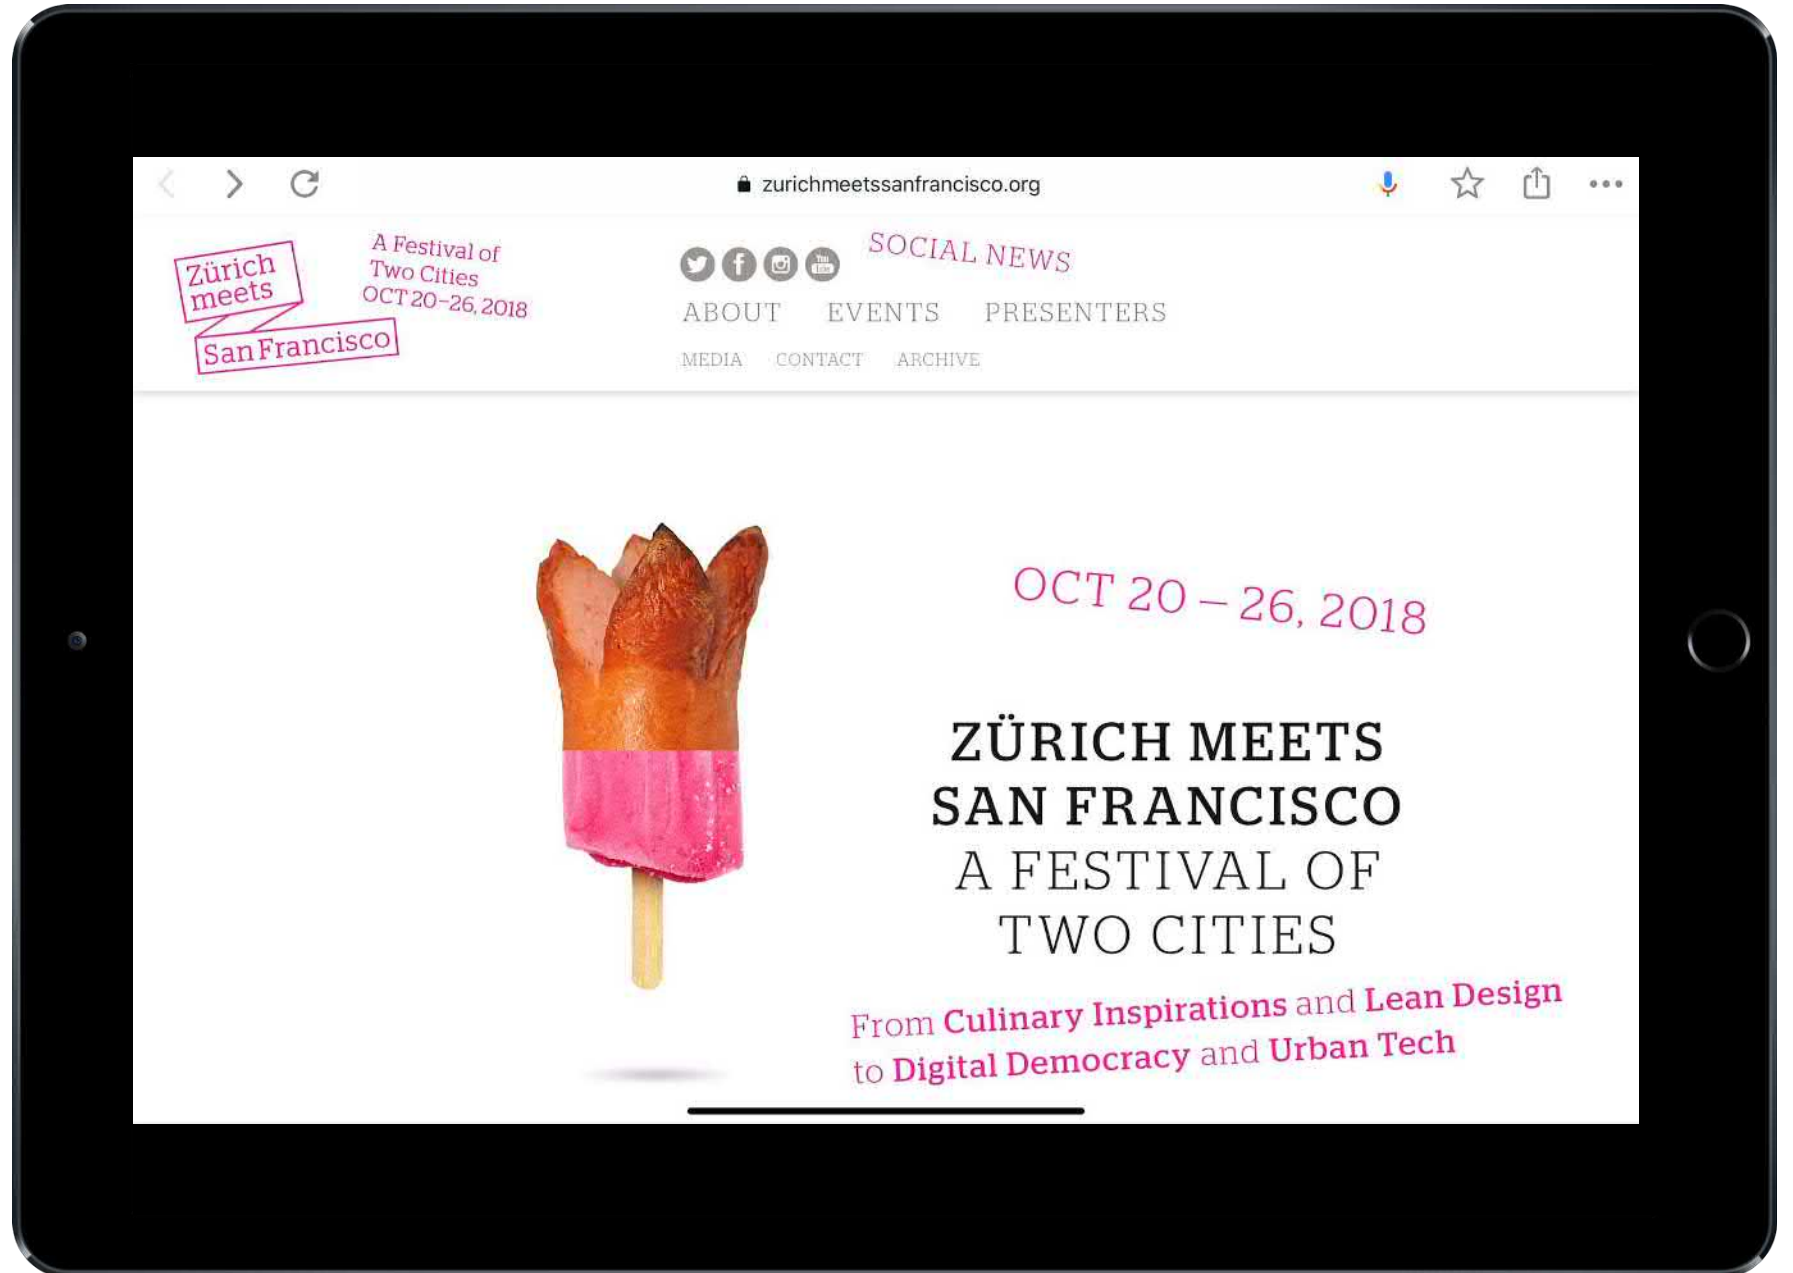 zurichmeetssanfrancisco.org
Zürich
meets
San Francisco
A Festival of
Two Cities
OCT 20–26, 2018
You
Tube
SOCIAL NEWS
ABOUT EVENTS PRESENTERS
MEDIA CONTACT ARCHIVE
OCT 20 – 26, 2018
ZÜRICH MEETS
SAN FRANCISCO
A FESTIVAL OF
TWO CITIES
From Culinary Inspirations and Lean Design
to Digital Democracy and Urban Tech